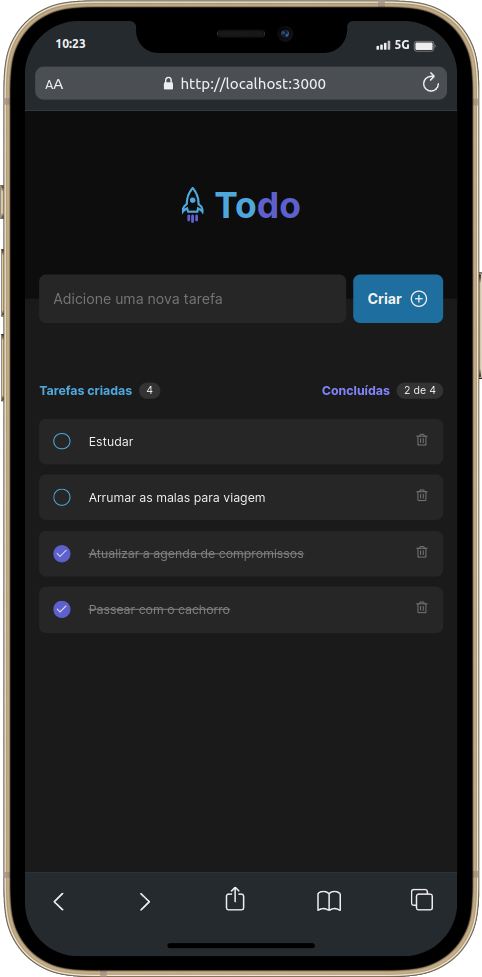 10:23
5G
AA
http://localhost:3000
Todo
Adicione uma nova tarefa
Criar
Tarefas criadas 4
Concluídas 2 de 4
Estudar
Arrumar as malas para viagem
Atualizar a agenda de compromissos
Passear com o cachorro